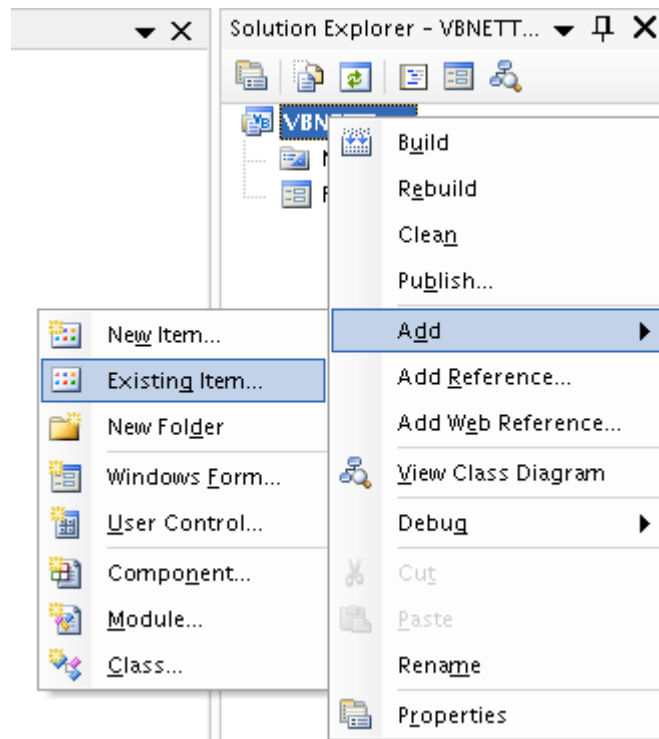 Solution Explorer - VBNETT...
VBN
Build
Rebuild
Clean
Publish...
Add
Add Reference...
Add Web Reference...
View Class Diagram
Debug
Cut
Paste
Rename
Properties
New Item...
Existing Item...
New Folder
Windows Form...
User Control...
Component...
Module...
Class...